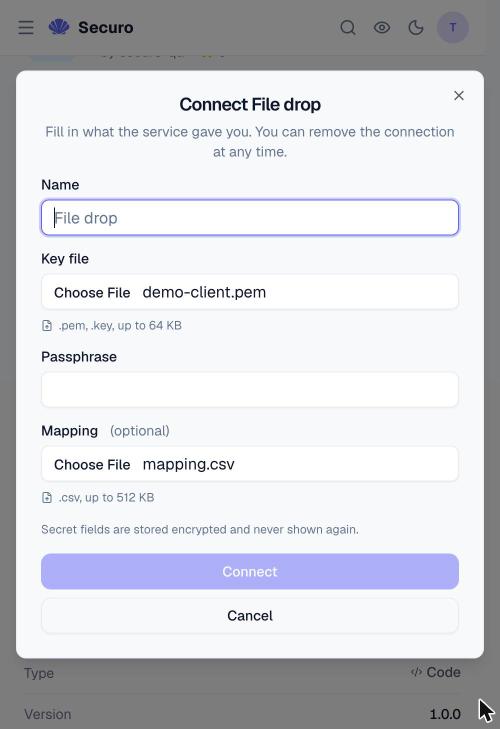 Securo
T
Connect File drop
Fill in what the service gave you. You can remove the connection
at any time.
Name
File drop
Key file
Choose File demo-client.pem
.pem, .key, up to 64 KB
Passphrase
Mapping (optional)
Choose File mapping.csv
.csv, up to 512 KB
Secret fields are stored encrypted and never shown again.
Connect
Cancel
Type
Code
Version
1.0.0